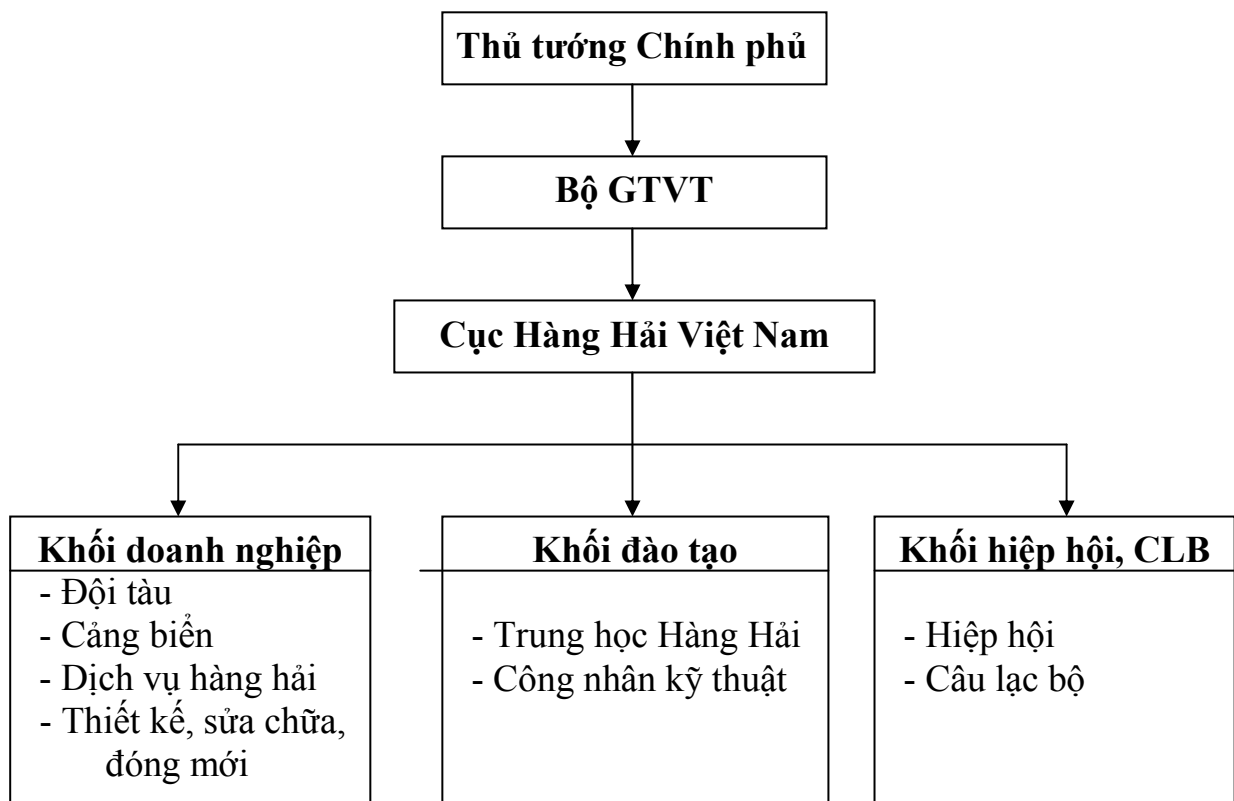 Thủ tướng Chính phủ
Bộ GTVT
Cục Hàng Hải Việt Nam
Khối doanh nghiệp
- Đội tàu
- Cảng biển
- Dịch vụ hàng hải
- Thiết kế, sửa chữa,
đóng mới
Khối đào tạo
- Trung học Hàng Hải
- Công nhân kỹ thuật
Khối hiệp hội, CLB
- Hiệp hội
- Câu lạc bộ